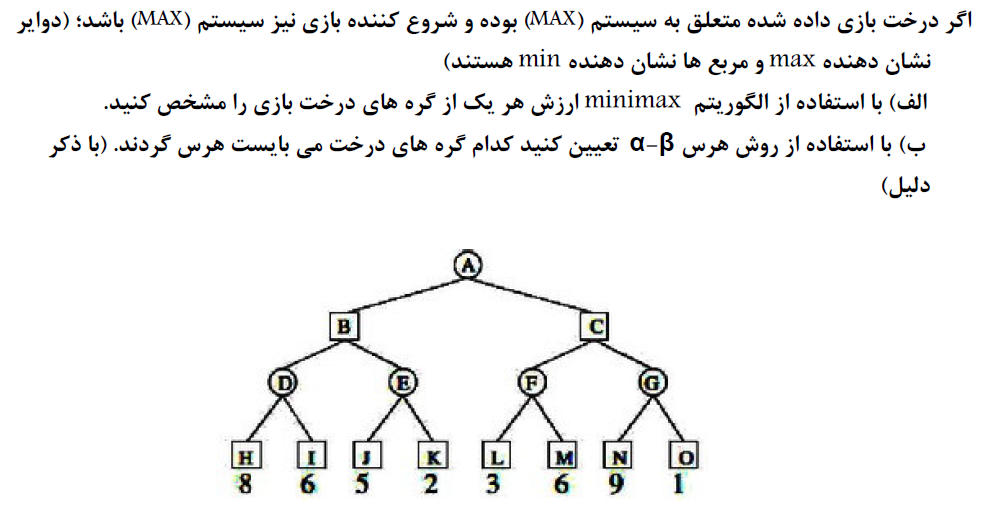 اگر درخت بازی داده شده متعلق به سیستم (MAX) بوده و شروع کننده بازی نیز سیستم (MAX) باشد؛ (دوایر
نشان دهنده max و مربع ها نشان دهنده min هستند)
الف) با استفاده از الگوریتم minimax ارزش هر یک از گره های درخت بازی را مشخص کنید.
ب) با استفاده از روش هرس α-β تعیین کنید کدام گره های درخت می بایست هرس گردند. (با ذکر
دلیل)
A
B C
D E F G
H I J K L M N O
8 6 5 2 3 6 9 1